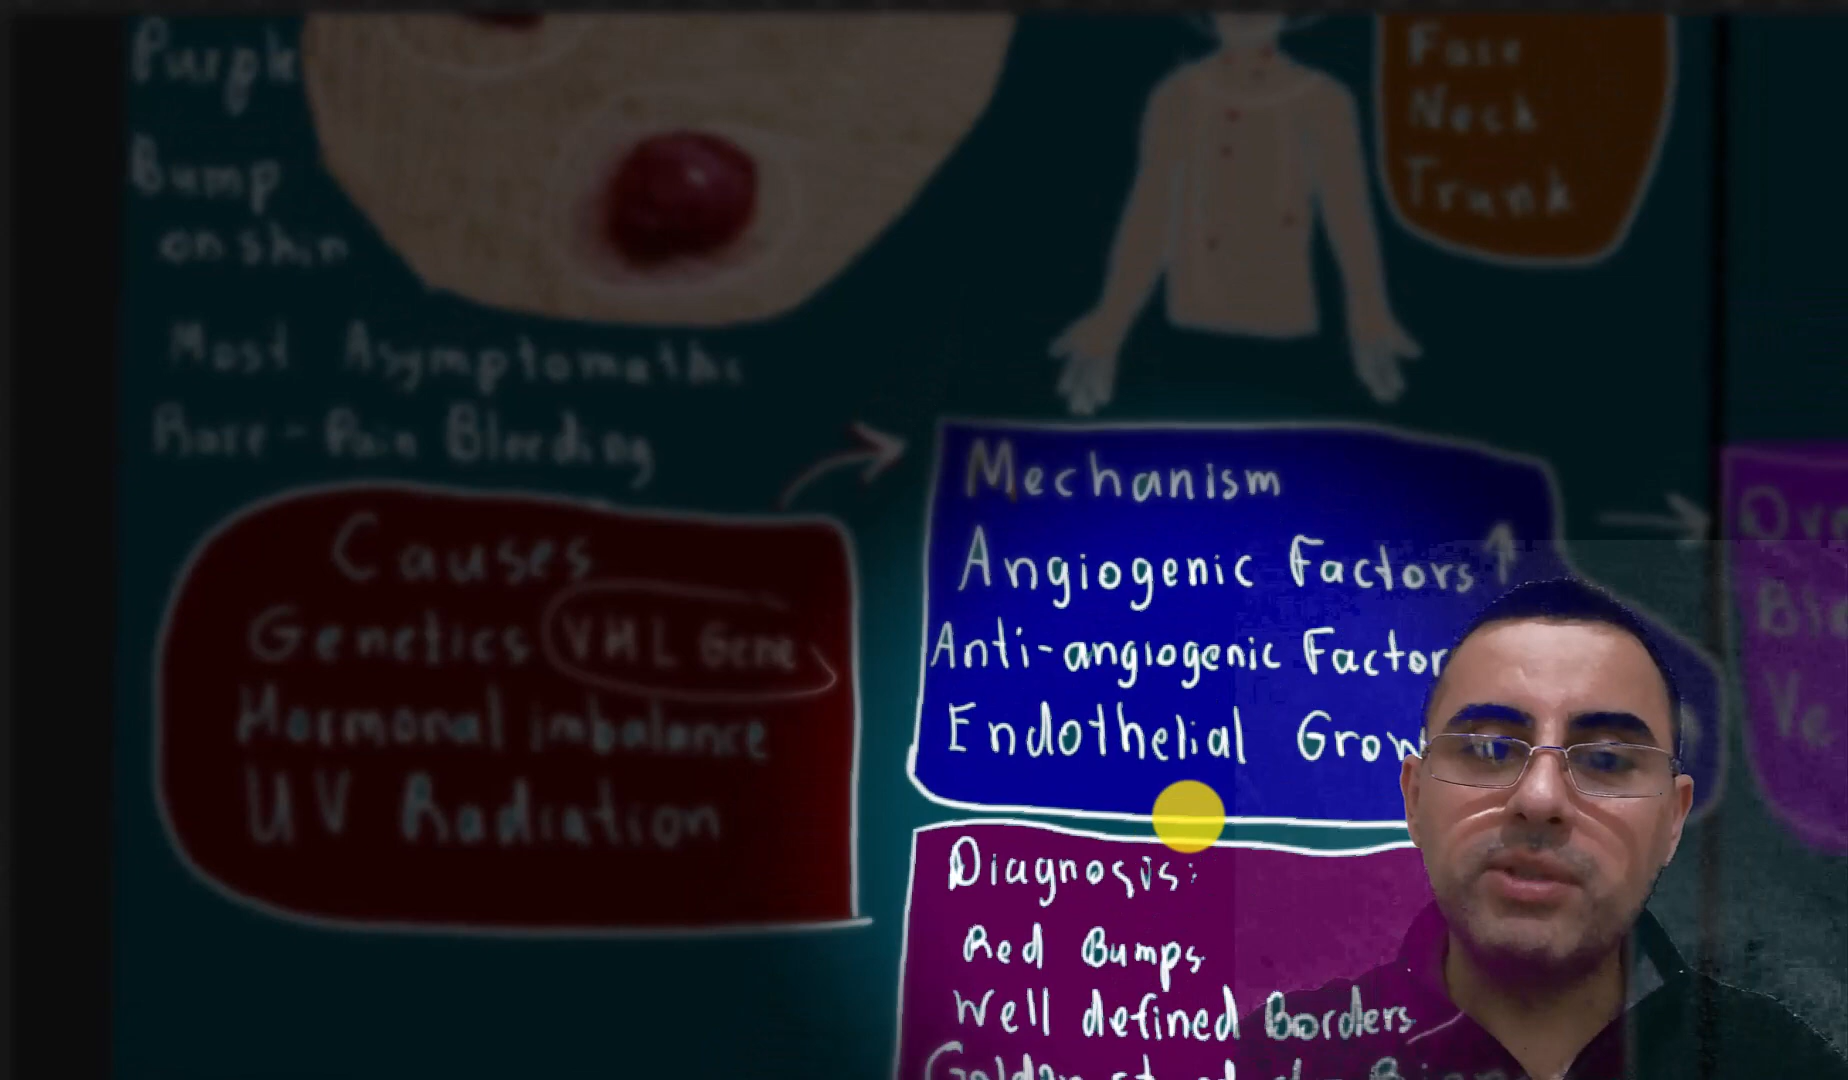 Purple
Bump
on skin
Most Asymptomatic
Rare - Pain Bleeding
Face
Neck
Trunk
Causes
Genetics VHL Gene
Hormonal imbalance
UV Radiation
Mechanism
Angiogenic Factors ↑
Anti-angiogenic Factor
Endothelial Grow
Diagnosis:
Red Bumps
Well defined Borders